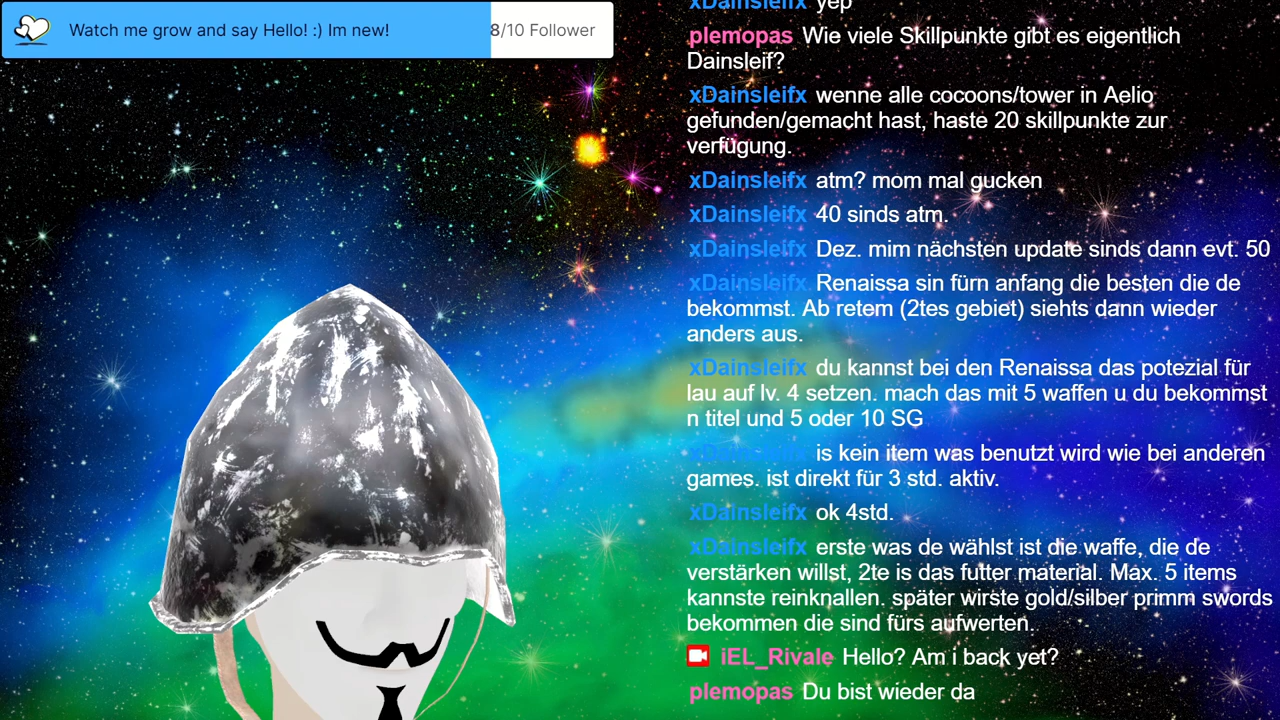 Watch me grow and say Hello! :) Im new!
8/10 Follower
xDainsleifx yep
plemopas Wie viele Skillpunkte gibt es eigentlich
Dainsleif?
xDainsleifx wenne alle cocoons/tower in Aelio
gefunden/gemacht hast, haste 20 skillpunkte zur
verfügung.
xDainsleifx atm? mom mal gucken
xDainsleifx 40 sinds atm.
xDainsleifx Dez. mim nächsten update sinds dann evt. 50
xDainsleifx Renaissa sin fürn anfang die besten die de
bekommst. Ab retem (2tes gebiet) siehts dann wieder
anders aus.
xDainsleifx du kannst bei den Renaissa das potezial für
lau auf lv. 4 setzen. mach das mit 5 waffen u du bekommst
n titel und 5 oder 10 SG
xDainsleifx is kein item was benutzt wird wie bei anderen
games. ist direkt für 3 std. aktiv.
xDainsleifx ok 4std.
xDainsleifx erste was de wählst ist die waffe, die de
verstärken willst, 2te is das futter material. Max. 5 items
kannste reinknallen. später wirste gold/silber primm swords
bekommen die sind fürs aufwerten.
iEL_Rivale Hello? Am i back yet?
plemopas Du bist wieder da